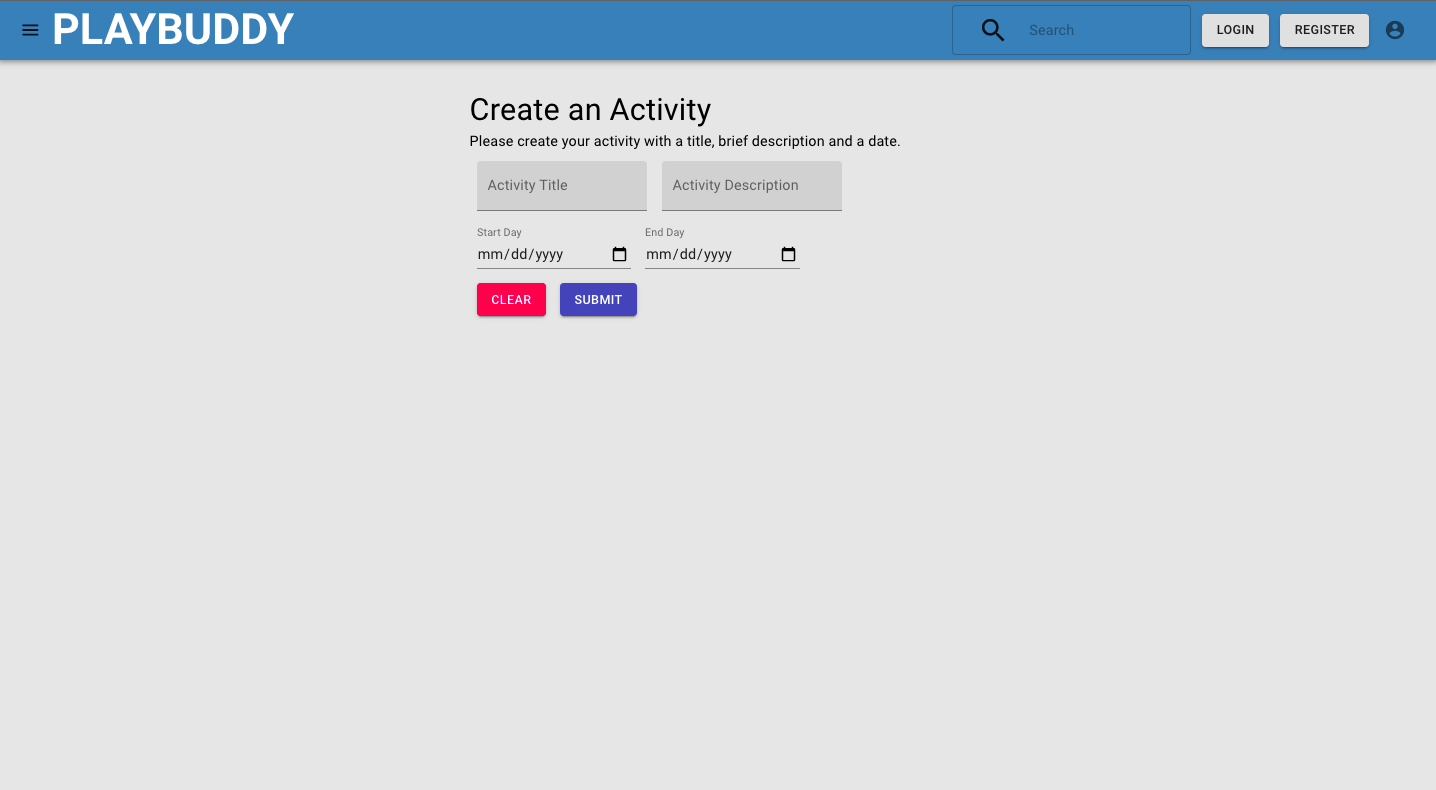 PLAYBUDDY Search LOGIN REGISTER
Create an Activity
Please create your activity with a title, brief description and a date.
Activity Title Activity Description
Start Day End Day
mm/dd/yyyy mm/dd/yyyy
CLEAR SUBMIT